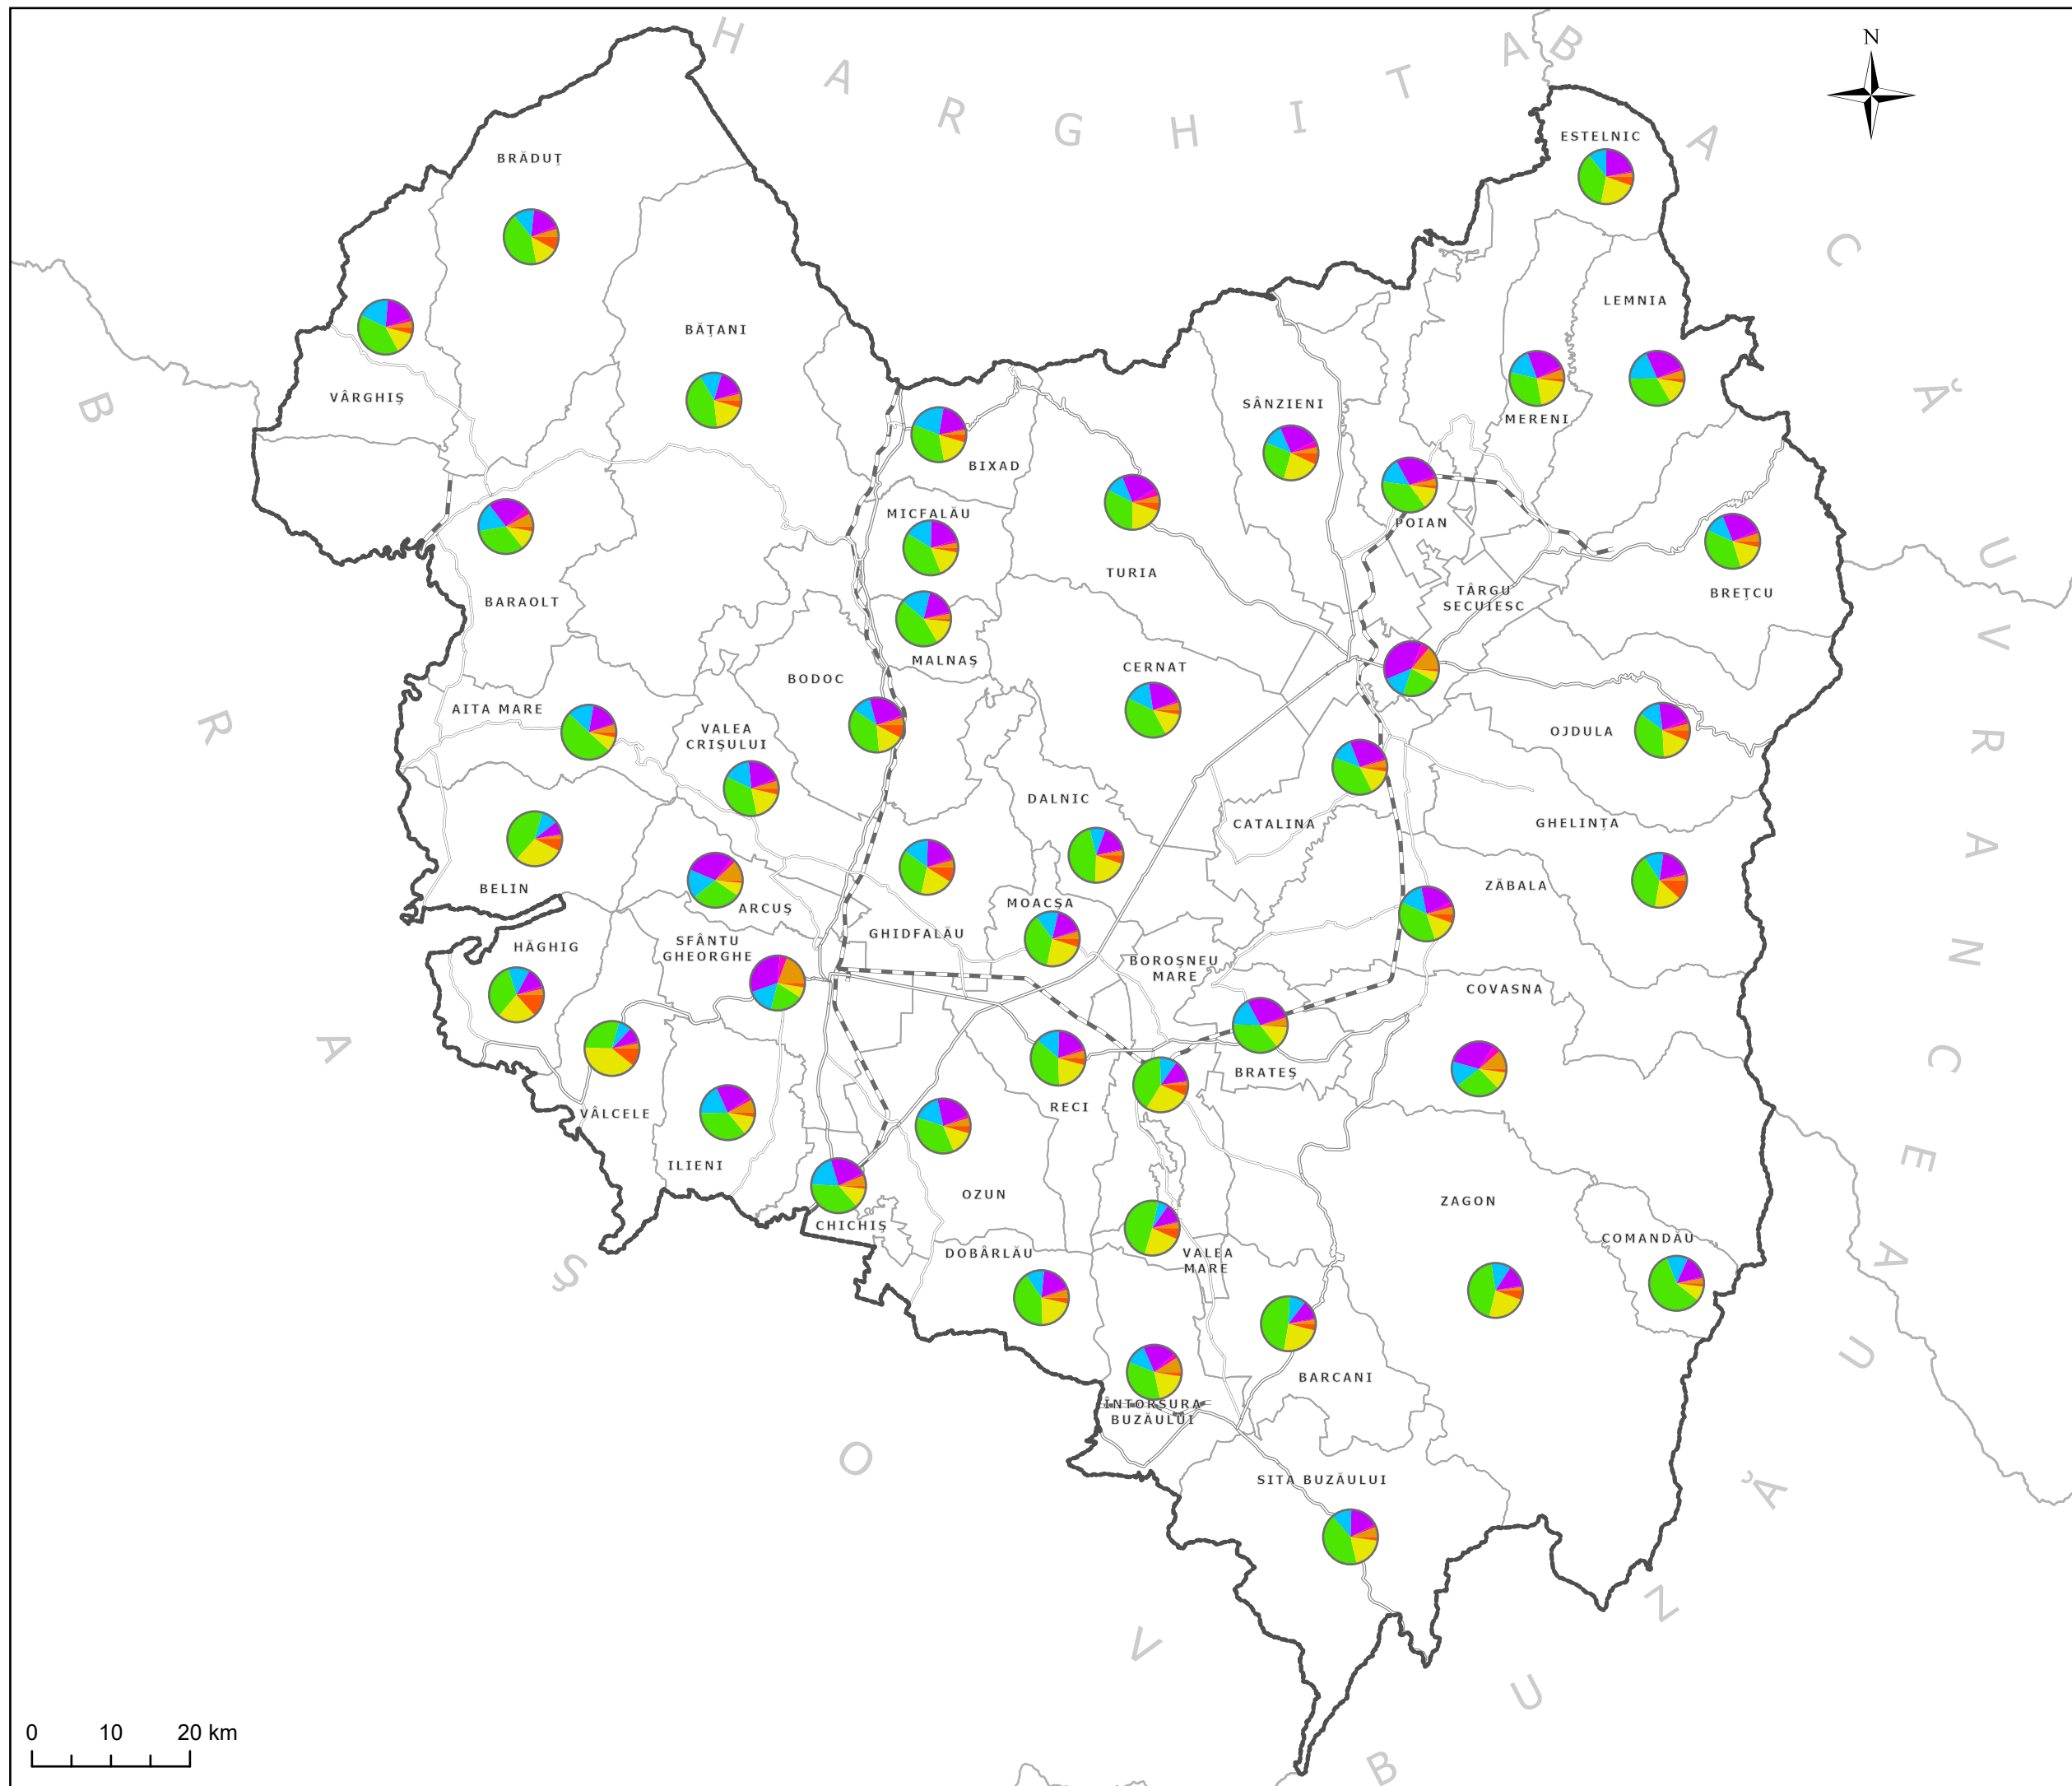 HARGHITA
BACĂU
N
ESTELNIC
BRĂDUȚ
LEMNIA
BĂȚANI
VÂRGHIȘ
SÂNZIENI
MERENI
BIXAD
MICFALĂU
POIAN
TURIA
BARAOLT
TÂRGU
SECUIESC
BREȚCU
MALNAȘ
CERNAT
BODOC
AITA MARE
VALEA
CRIȘULUI
OJDULA
DALNIC
CATALINA
GHELINȚA
BELIN
ARCUȘ
MOACȘA
ZĂBALA
HĂGHIG
SFÂNTU
GHEORGHE
GHIDFALĂU
BOROȘNEU
MARE
COVASNA
BRATEȘ
RECI
VÂLCELE
ILIENI
OZUN
ZAGON
CHICHIȘ
DOBÂRLĂU
VALEA
MARE
COMANDĂU
BARCANI
ÎNTORSURA
BUZĂULUI
SITA BUZĂULUI
BRAȘOV
VRANCEA
BUZĂU
0 10 20 km